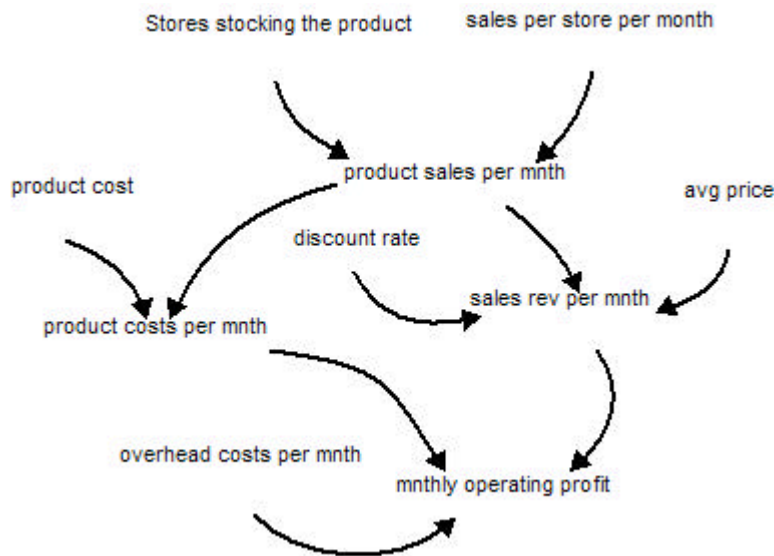 Stores stocking the product
sales per store per month
product sales per mnth
product cost
avg price
discount rate
sales rev per mnth
product costs per mnth
overhead costs per mnth
mnthly operating profit